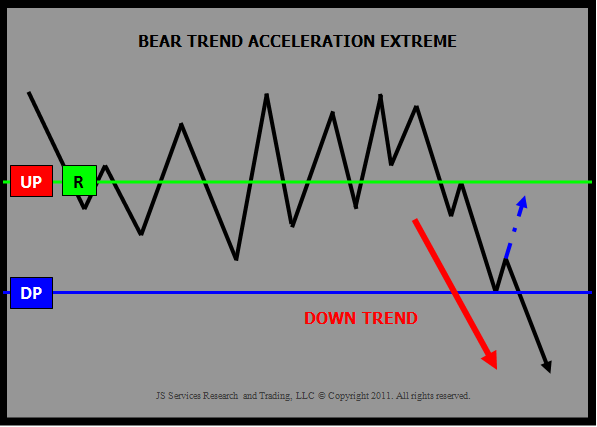 BEAR TREND ACCELERATION EXTREME
UP R
DP
DOWN TREND
JS Services Research and Trading, LLC © Copyright 2011. All rights reserved.